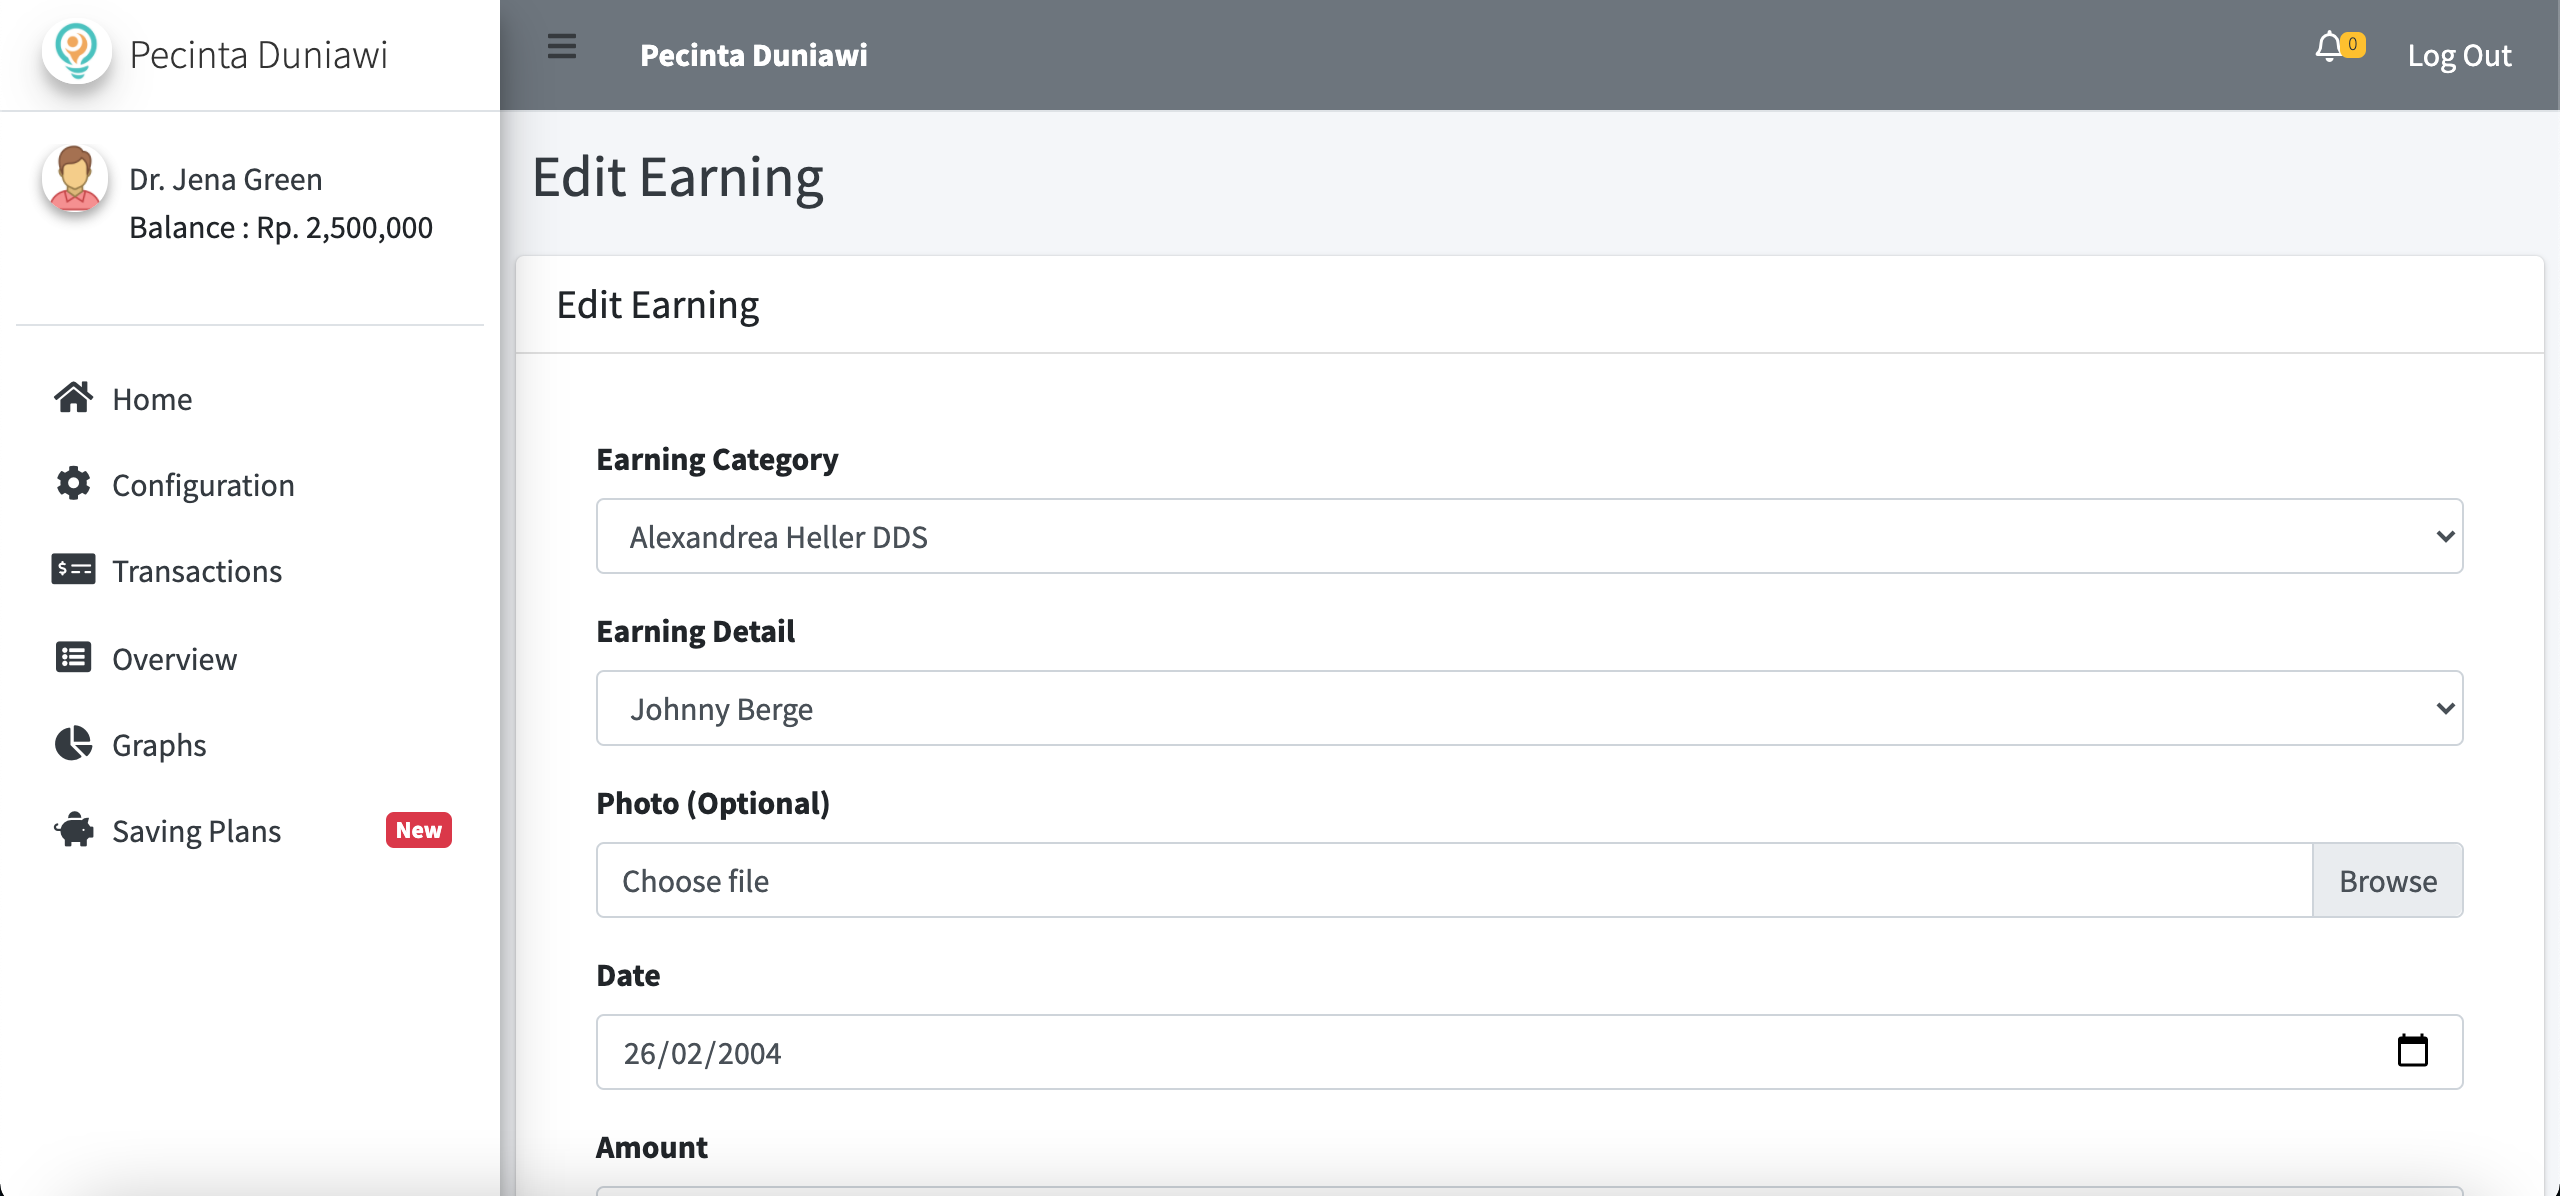 Pecinta Duniawi
Dr. Jena Green
Balance : Rp. 2,500,000
Home
Configuration
Transactions
Overview
Graphs
Saving Plans
New
Pecinta Duniawi
0
Log Out
Edit Earning
Edit Earning
Earning Category
Alexandrea Heller DDS
Earning Detail
Johnny Berge
Photo (Optional)
Choose file
Browse
Date
26/02/2004
Amount